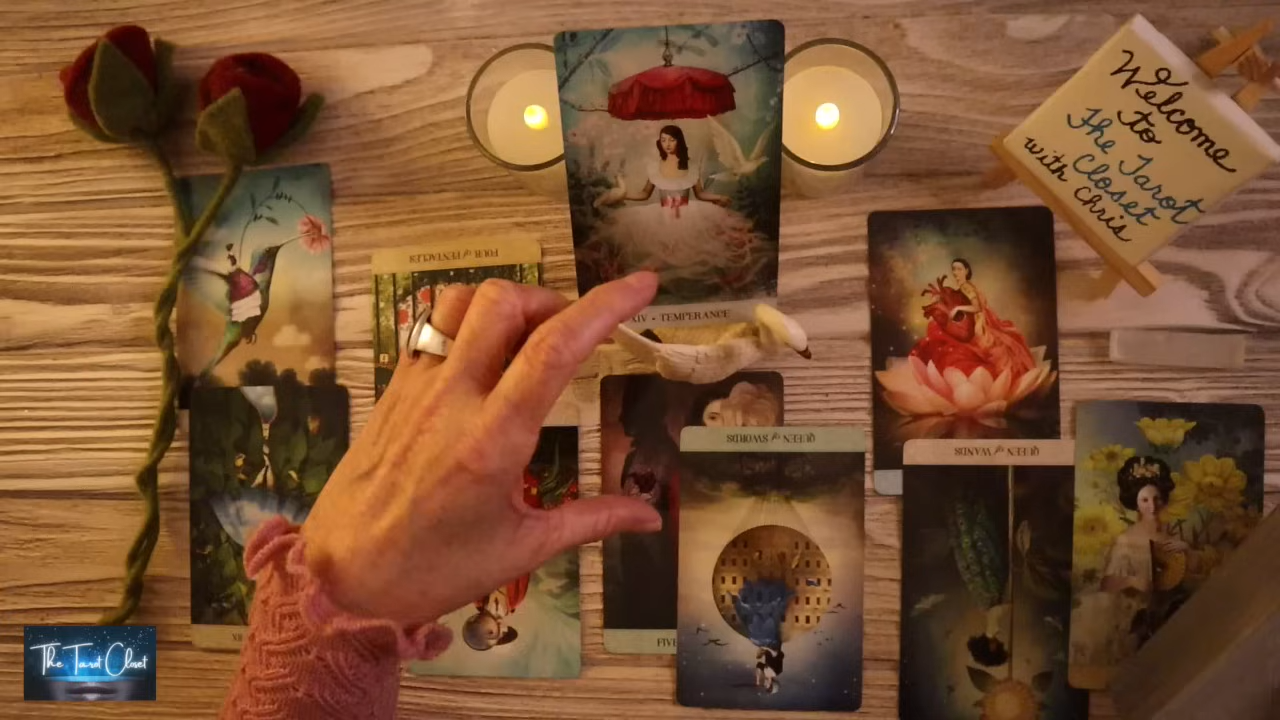 Welcome
to
The Tarot
Closet
with Chris
FOUR of PENTACLES
XIV • TEMPERANCE
QUEEN of SWORDS
QUEEN of WANDS
FIVE
The Tarot Closet